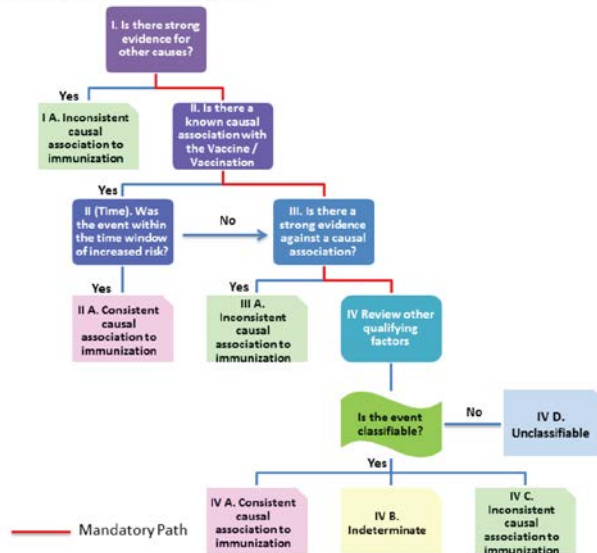 I. Is there strong
evidence for
other causes?
Yes
I A. Inconsistent
causal
association to
immunization
II. Is there a
known causal
association with
the Vaccine /
Vaccination
Yes
II (Time). Was
the event within
the time window
of increased risk?
No
III. Is there a
strong evidence
against a causal
association?
Yes
II A. Consistent
causal
association to
immunization
Yes
III A.
Inconsistent
causal
association to
immunization
IV Review other
qualifying
factors
Is the event
classifiable?
No
IV D.
Unclassifiable
Yes
IV A. Consistent
causal
association to
immunization
IV B.
Indeterminate
IV C.
Inconsistent
causal
association to
immunization
Mandatory Path